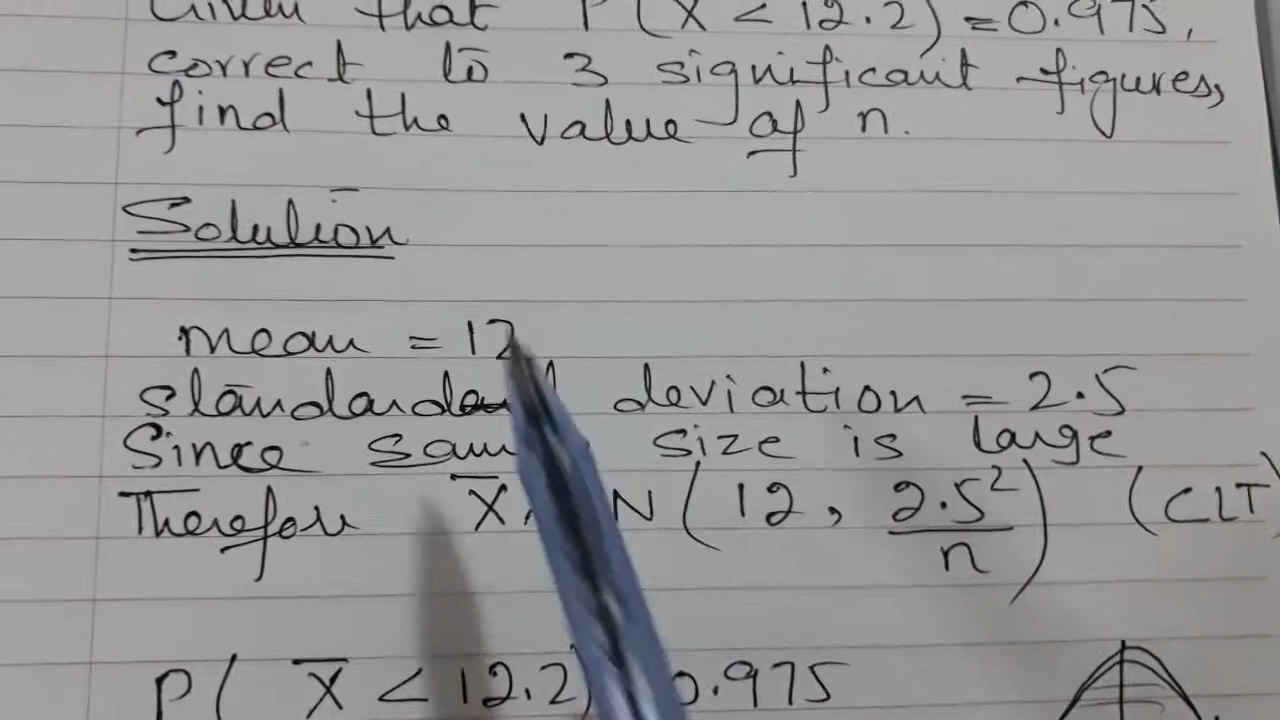 Given that P(X < 12.2) = 0.975,
correct to 3 significant figures,
find the value of n.
Solution
mean = 12
standard deviation = 2.5
Since size is large
Therefore X̅ N(12, 2.5²/n) (CLT
P( X̅ < 12.2) 0.975